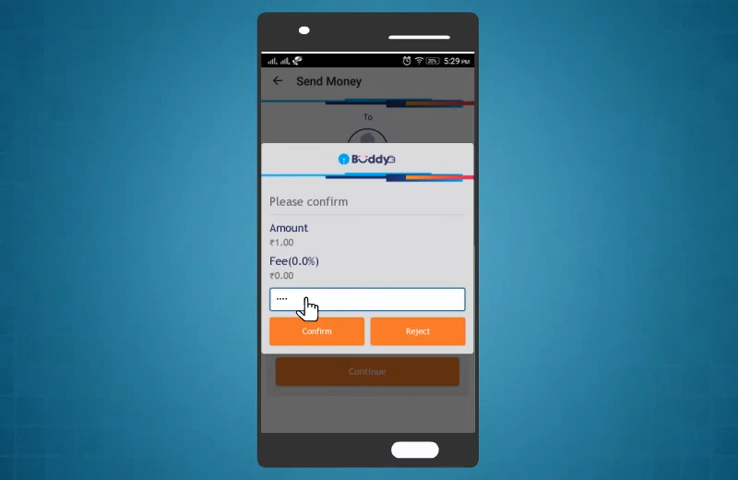 5:29 PM
Send Money
To
Buddy
Please confirm
Amount
₹1.00
Fee(0.0%)
₹0.00
....
Confirm
Reject
Continue